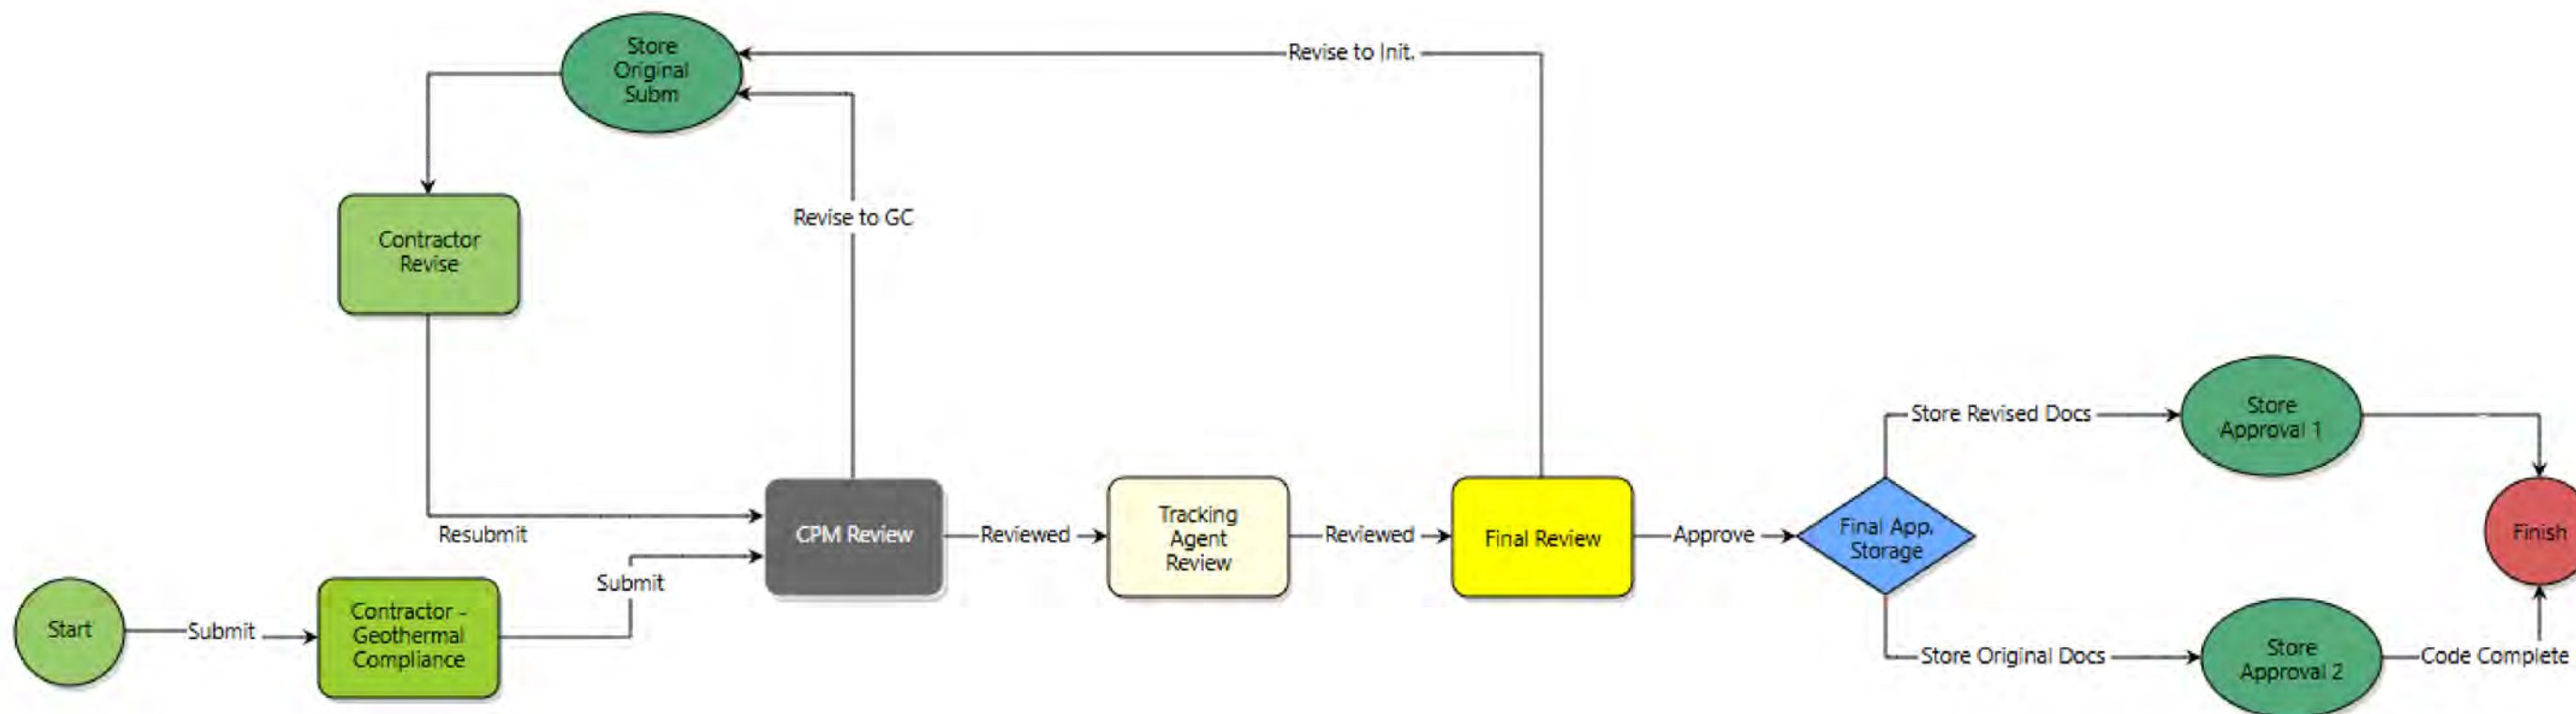 Store
Original
Subm
Revise to Init.
Contractor
Revise
Revise to GC
Resubmit
Submit
Start
Submit
Contractor -
Geothermal
Compliance
CPM Review
Reviewed
Tracking
Agent
Review
Reviewed
Final Review
Approve
Final App.
Storage
Store Revised Docs
Store
Approval 1
Finish
Store Original Docs
Store
Approval 2
Code Complete